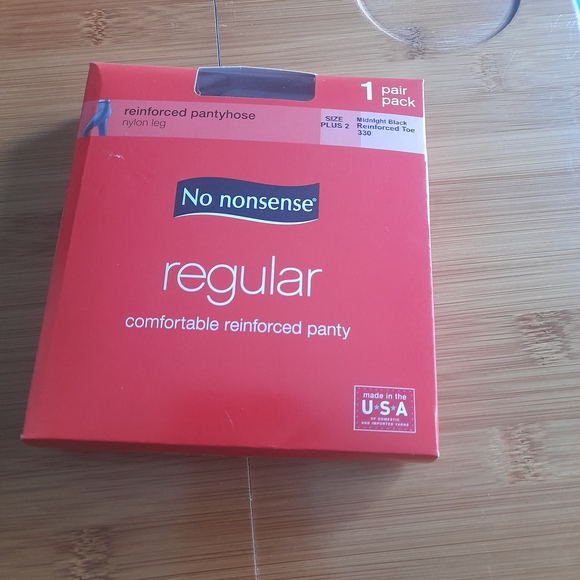 1 pair pack
reinforced pantyhose
nylon leg
SIZE
PLUS 2
Midnight Black
Reinforced Toe
330
No nonsense®
regular
comfortable reinforced panty
made in the
U★S★A
OF DOMESTIC
AND IMPORTED YARNS